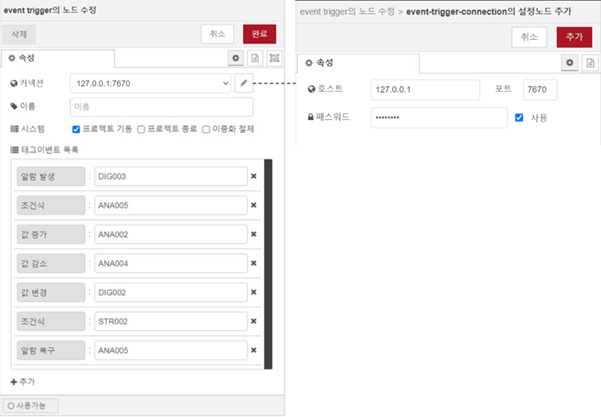 event trigger의 노드 수정
삭제
취소
완료
속성
커넥션
127.0.0.1:7670
이름
이름
시스템
프로젝트 기동
프로젝트 종료
이중화 절체
태그이벤트 목록
알람 발생 : DIG003
조건식 : ANA005
값 증가 : ANA002
값 감소 : ANA004
값 변경 : DIG002
조건식 : STR002
알람 복구 : ANA005
추가
사용가능
event trigger의 노드 수정 > event-trigger-connection의 설정노드 추가
취소
추가
속성
호스트
127.0.0.1
포트
7670
패스워드
••••••••
사용